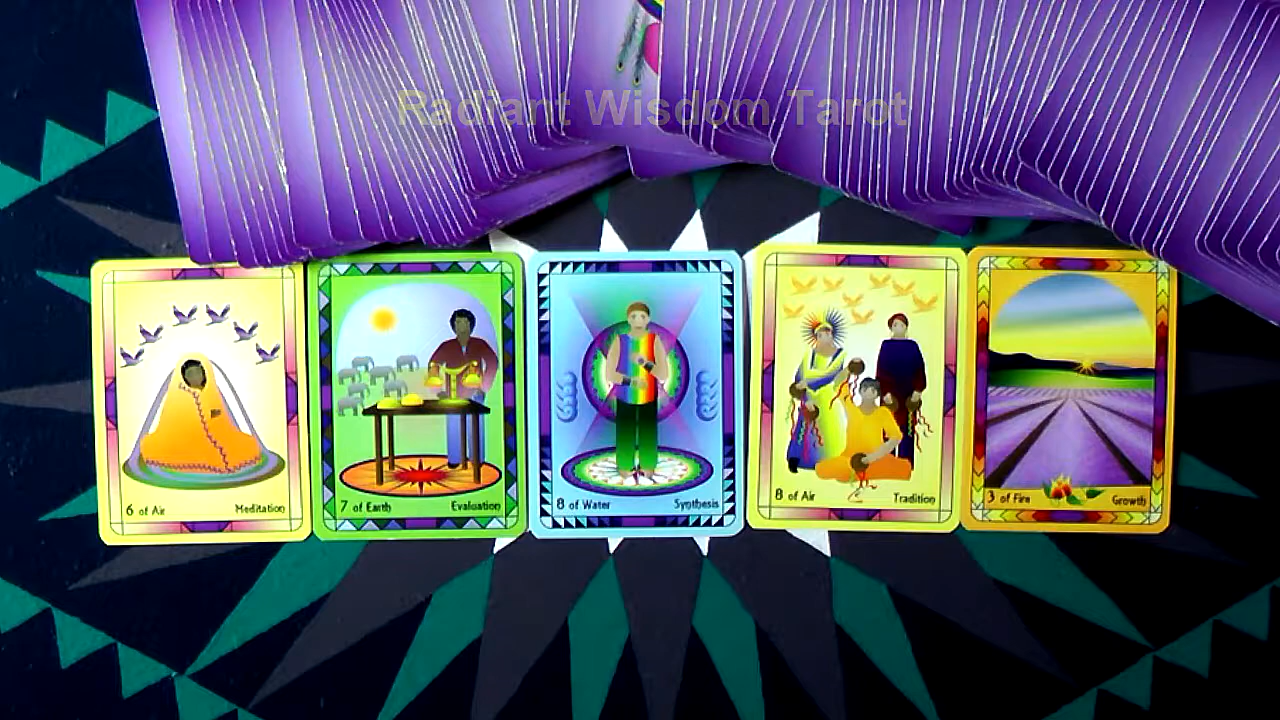 Radiant Wisdom Tarot
6 of Air Meditation
7 of Earth Evaluation
8 of Water Synthesis
8 of Air Tradition
3 of Fire Growth